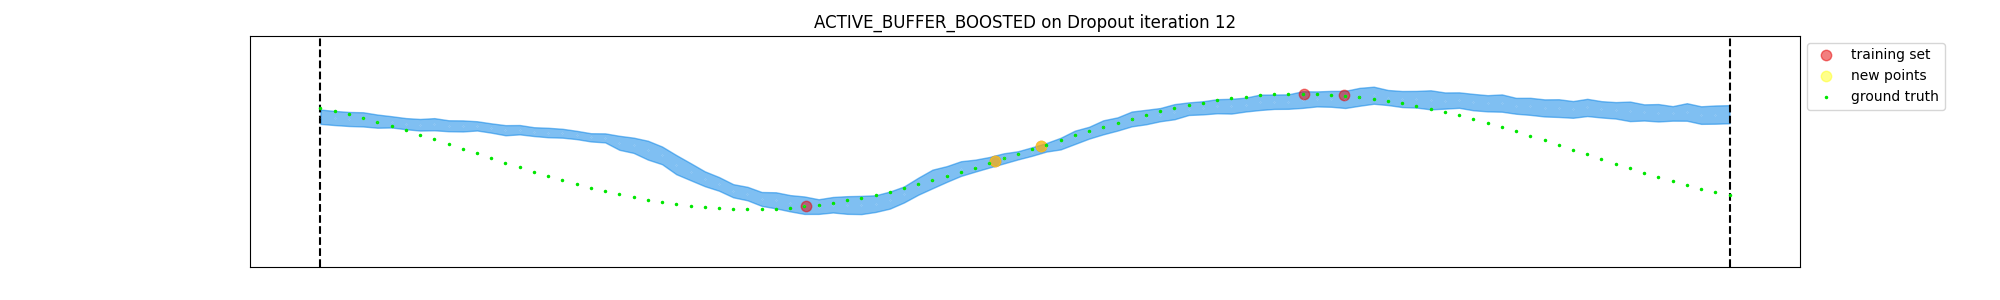 ACTIVE_BUFFER_BOOSTED on Dropout iteration 12
training set
new points
ground truth